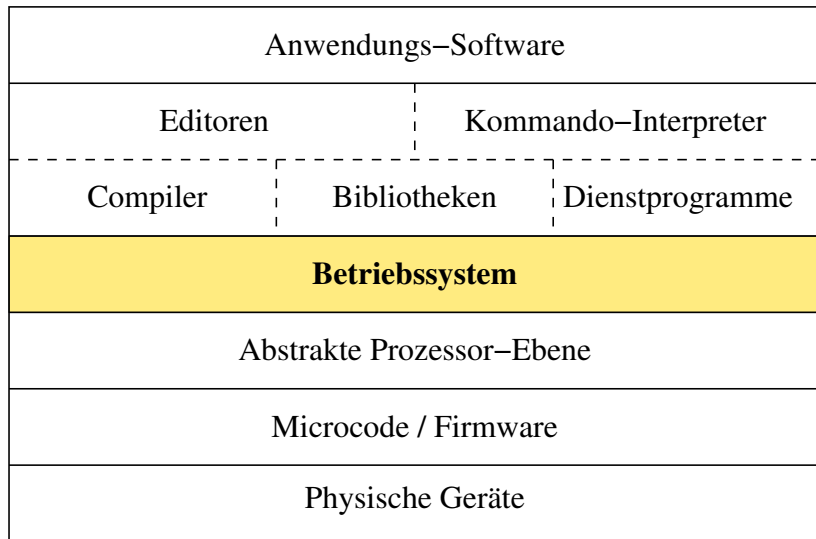 Anwendungs−Software
Editoren Kommando−Interpreter
Compiler Bibliotheken Dienstprogramme
Betriebssystem
Abstrakte Prozessor−Ebene
Microcode / Firmware
Physische Geräte